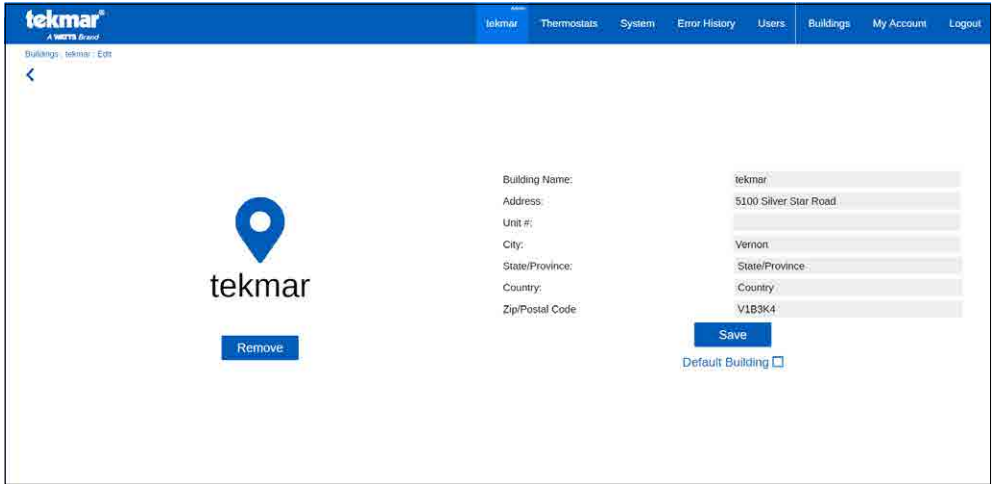 tekmar®
A WATTS Brand
Admin
tekmar Thermostats System Error History Users Buildings My Account Logout
Buildings : tekmar : Edit
Building Name: tekmar
Address: 5100 Silver Star Road
Unit #:
City: Vernon
State/Province: State/Province
Country: Country
Zip/Postal Code V1B3K4
tekmar
Remove
Save
Default Building